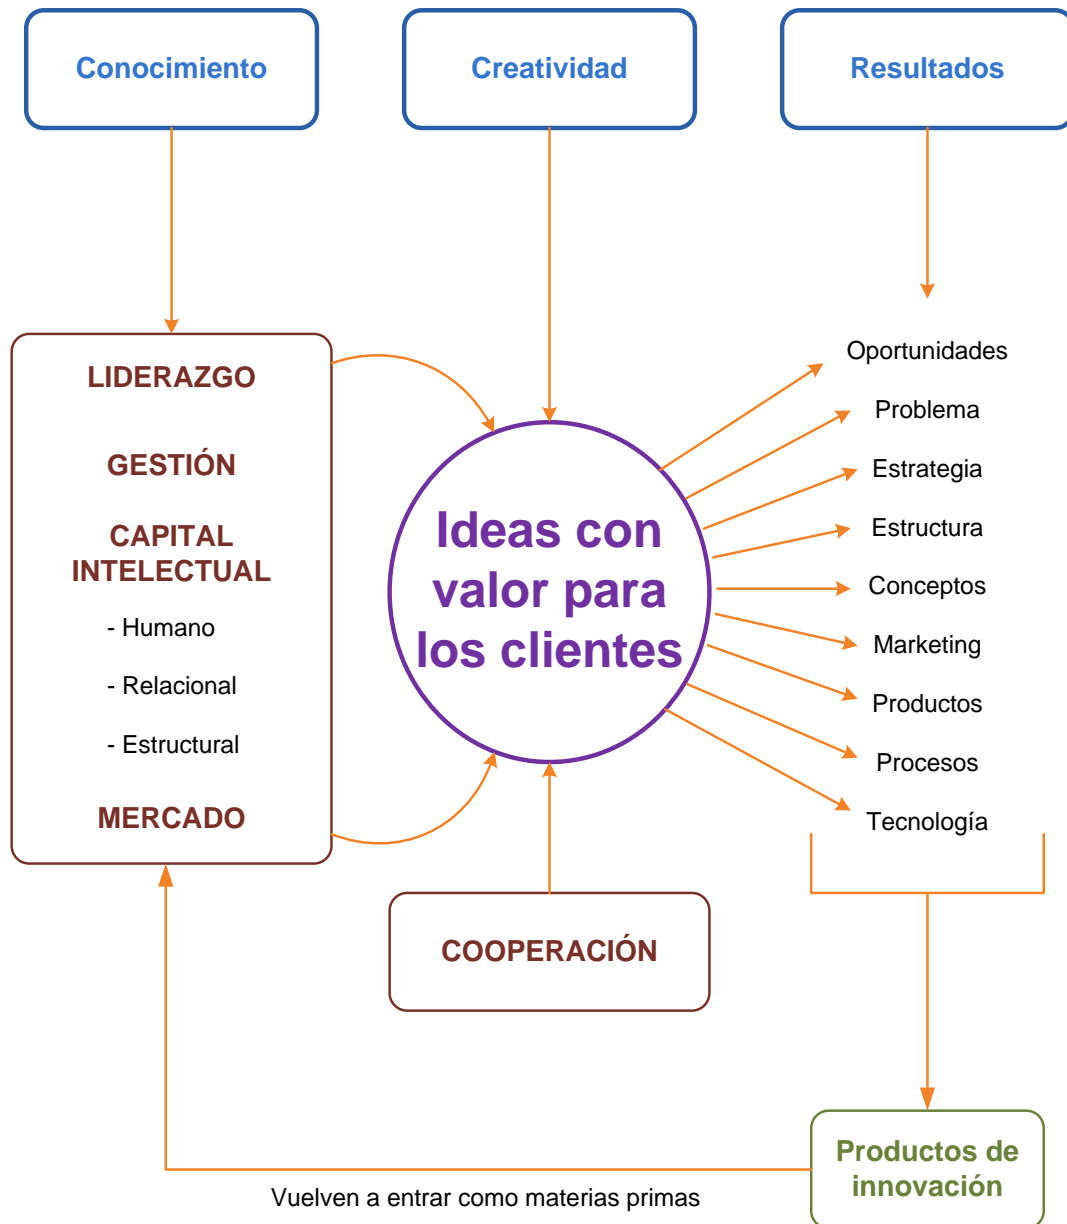 Conocimiento
Creatividad
Resultados
LIDERAZGO
GESTIÓN
CAPITAL
INTELECTUAL
- Humano
- Relacional
- Estructural
MERCADO
Ideas con
valor para
los clientes
COOPERACIÓN
Oportunidades
Problema
Estrategia
Estructura
Conceptos
Marketing
Productos
Procesos
Tecnología
Productos de
innovación
Vuelven a entrar como materias primas